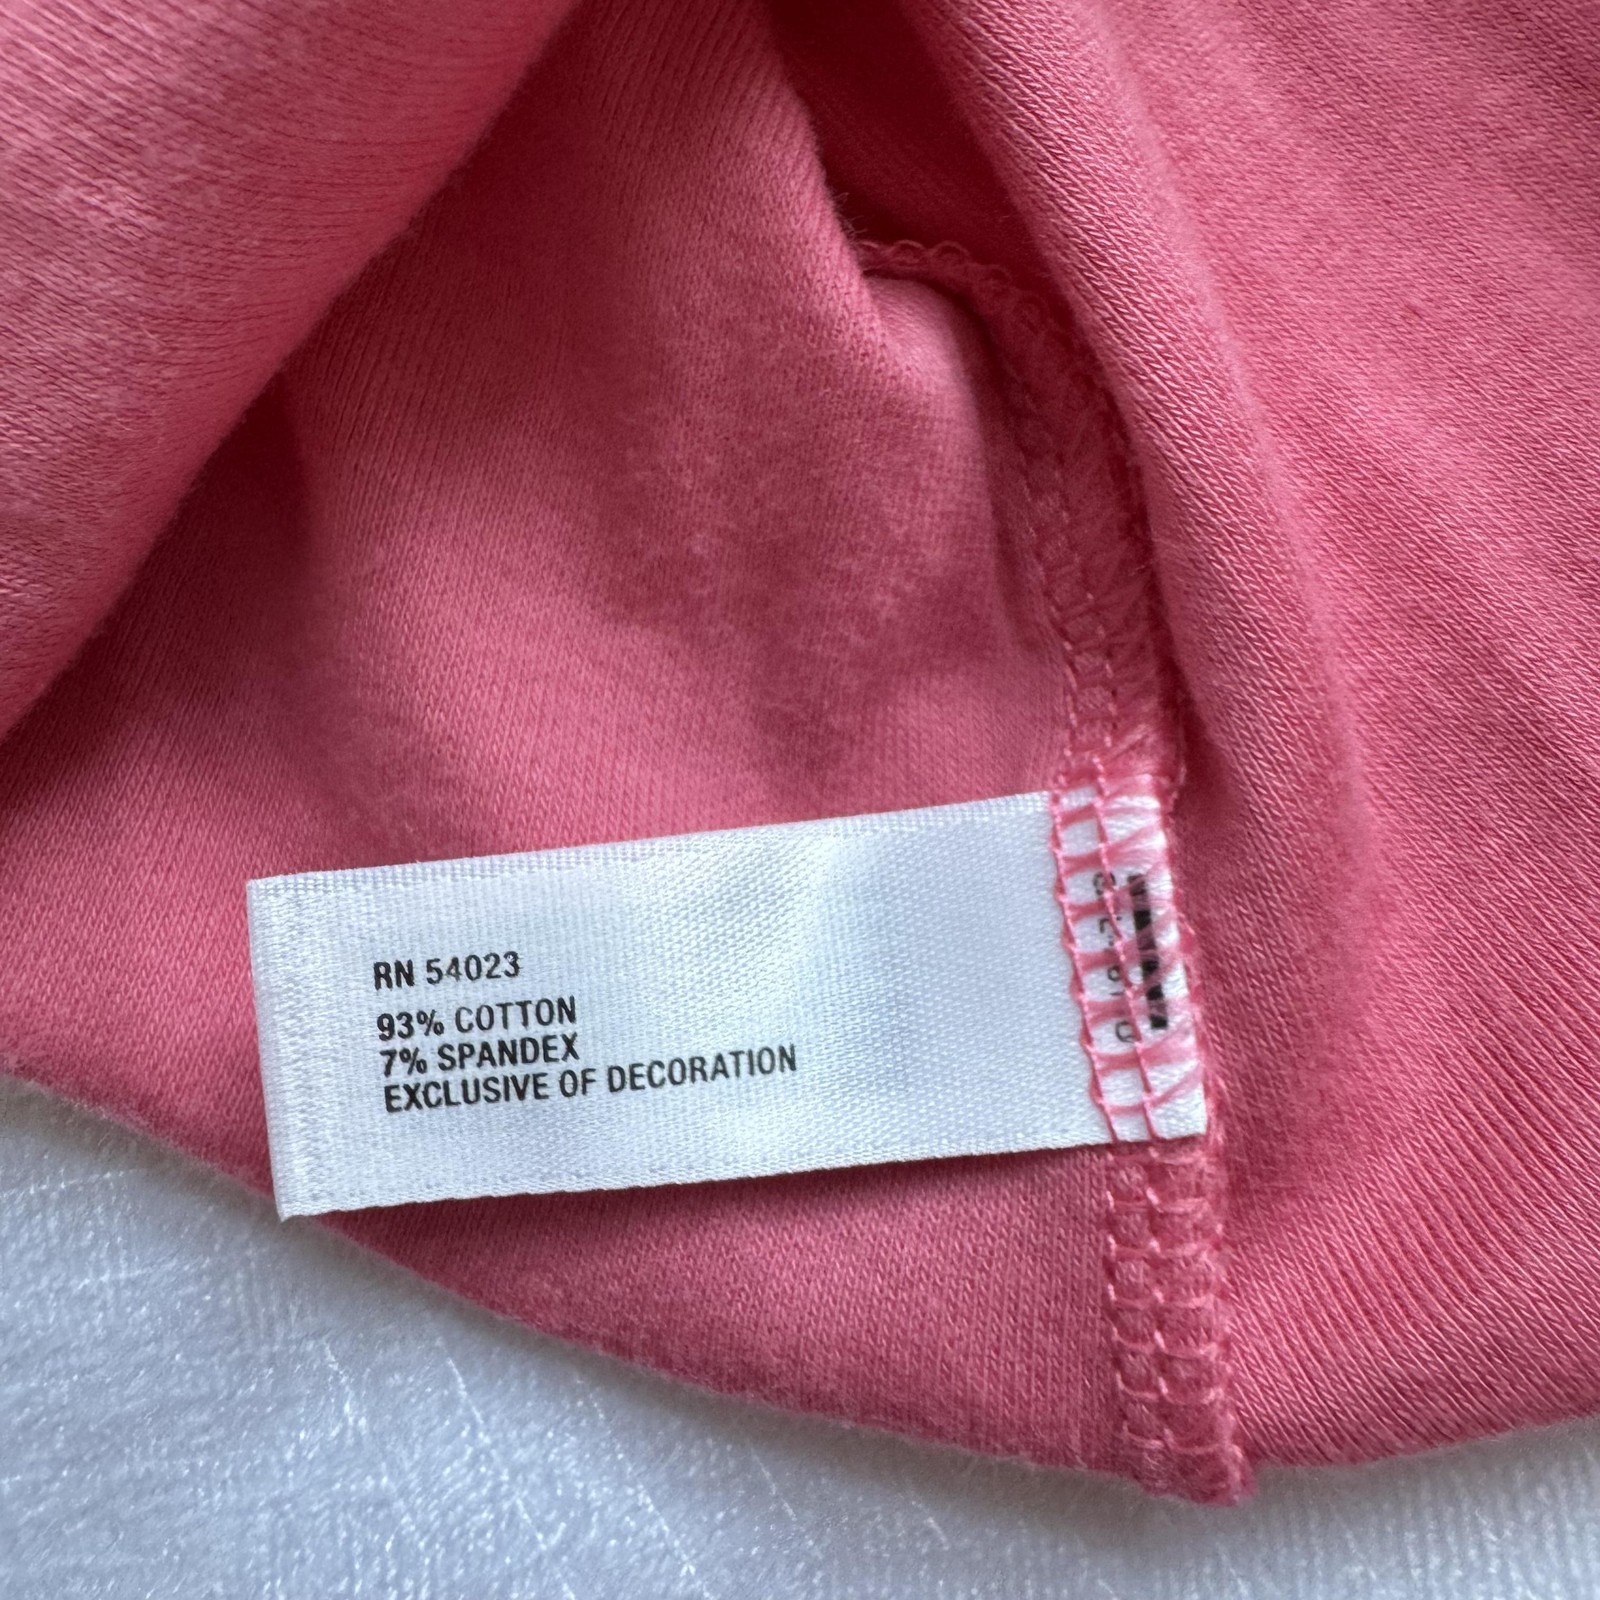 RN 54023
93% COTTON
7% SPANDEX
EXCLUSIVE OF DECORATION